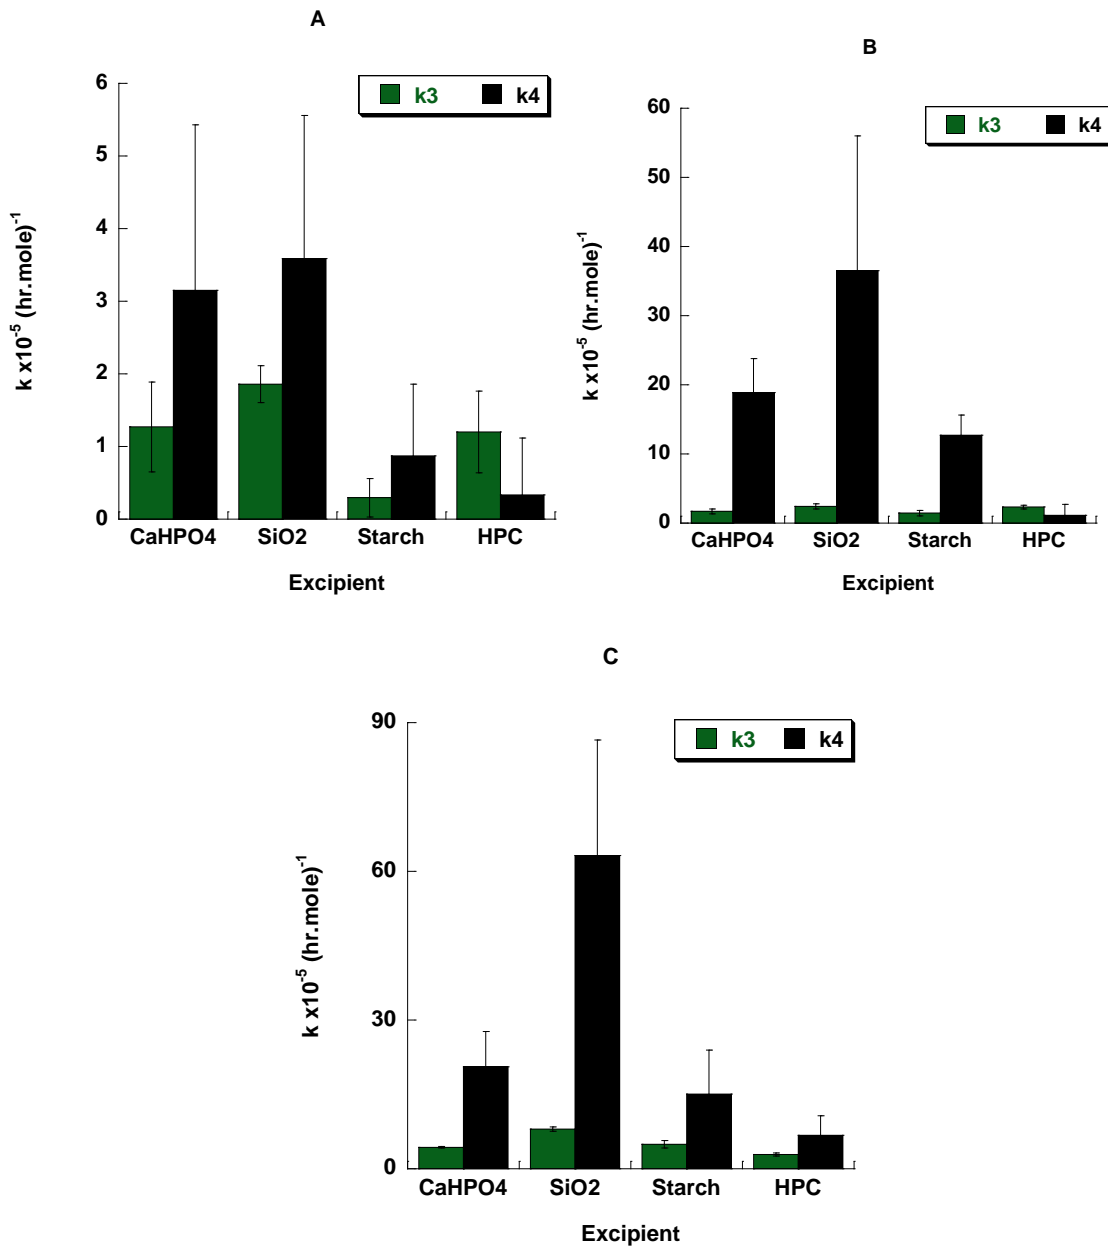 A
k3 k4
6
5
4
3
2
1
0
k x10⁻⁵ (hr.mole)⁻¹
CaHPO4 SiO2 Starch HPC
Excipient
B
k3 k4
60
50
40
30
20
10
0
k x10⁻⁵ (hr.mole)⁻¹
CaHPO4 SiO2 Starch HPC
Excipient
C
k3 k4
90
60
30
0
k x10⁻⁵ (hr.mole)⁻¹
CaHPO4 SiO2 Starch HPC
Excipient